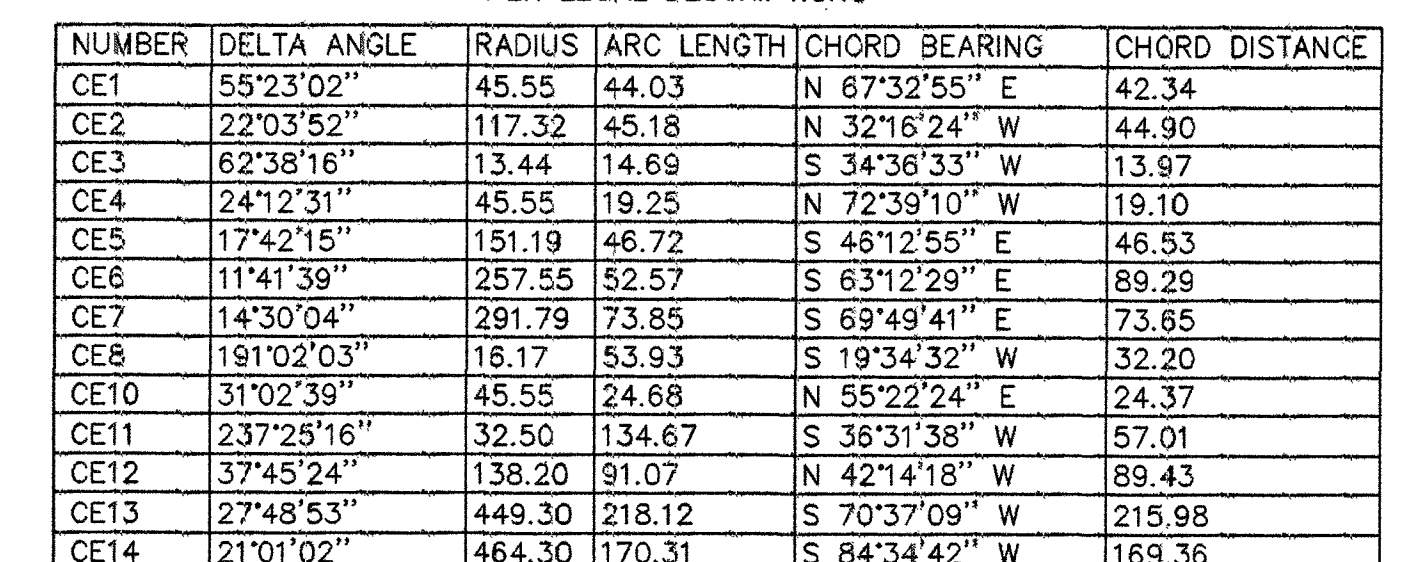 NUMBER DELTA ANGLE RADIUS ARC LENGTH CHORD BEARING CHORD DISTANCE
CE1 55°23'02" 45.55 44.03 N 67°32'55" E 42.34
CE2 22°03'52" 117.32 45.18 N 32°16'24" W 44.90
CE3 62°38'16" 13.44 14.69 S 34°36'33" W 13.97
CE4 24°12'31" 45.55 19.25 N 72°39'10" W 19.10
CE5 17°42'15" 151.19 46.72 S 46°12'55" E 46.53
CE6 11°41'39" 257.55 52.57 S 63°12'29" E 89.29
CE7 14°30'04" 291.79 73.85 S 69°49'41" E 73.65
CE8 191°02'03" 16.17 53.93 S 19°34'32" W 32.20
CE10 31°02'39" 45.55 24.68 N 55°22'24" E 24.37
CE11 237°25'16" 32.50 134.67 S 36°31'38" W 57.01
CE12 37°45'24" 138.20 91.07 N 42°14'18" W 89.43
CE13 27°48'53" 449.30 218.12 S 70°37'09" W 215.98
CE14 21°01'02" 464.30 170.31 S 84°34'42" W 169.36